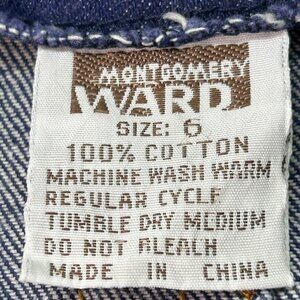 MONTGOMERY
WARD
SIZE: 6
100% COTTON
MACHINE WASH WARM
REGULAR CYCLE
TUMBLE DRY MEDIUM
DO NOT BLEACH
MADE IN CHINA